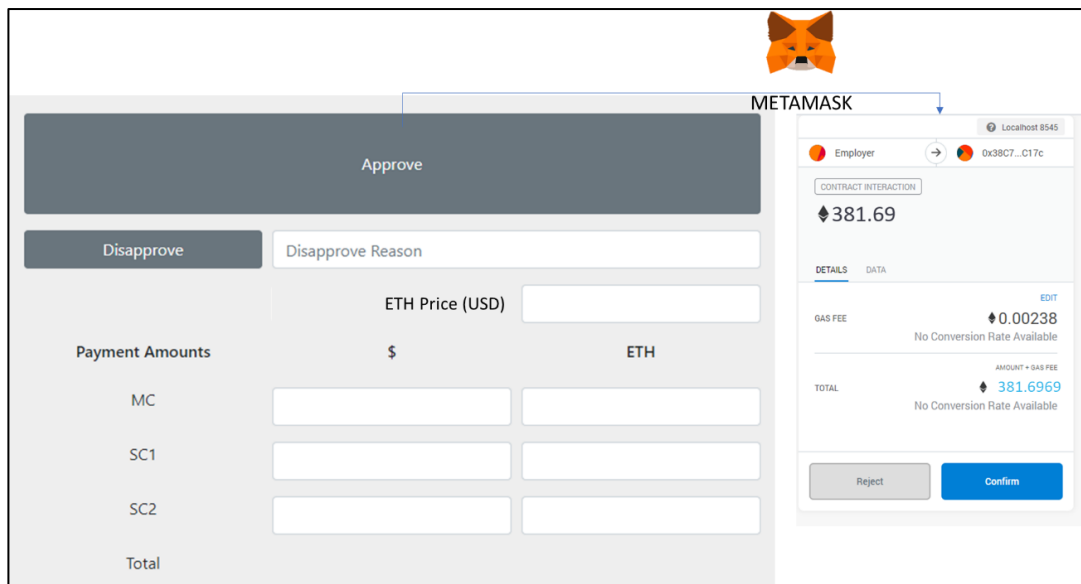 METAMASK
Approve
Disapprove
Disapprove Reason
ETH Price (USD)
Payment Amounts
$
ETH
MC
SC1
SC2
Total
? Localhost 8545
Employer
0x38C7...C17c
CONTRACT INTERACTION
381.69
DETAILS
DATA
EDIT
GAS FEE
0.00238
No Conversion Rate Available
AMOUNT + GAS FEE
TOTAL
381.6969
No Conversion Rate Available
Reject
Confirm